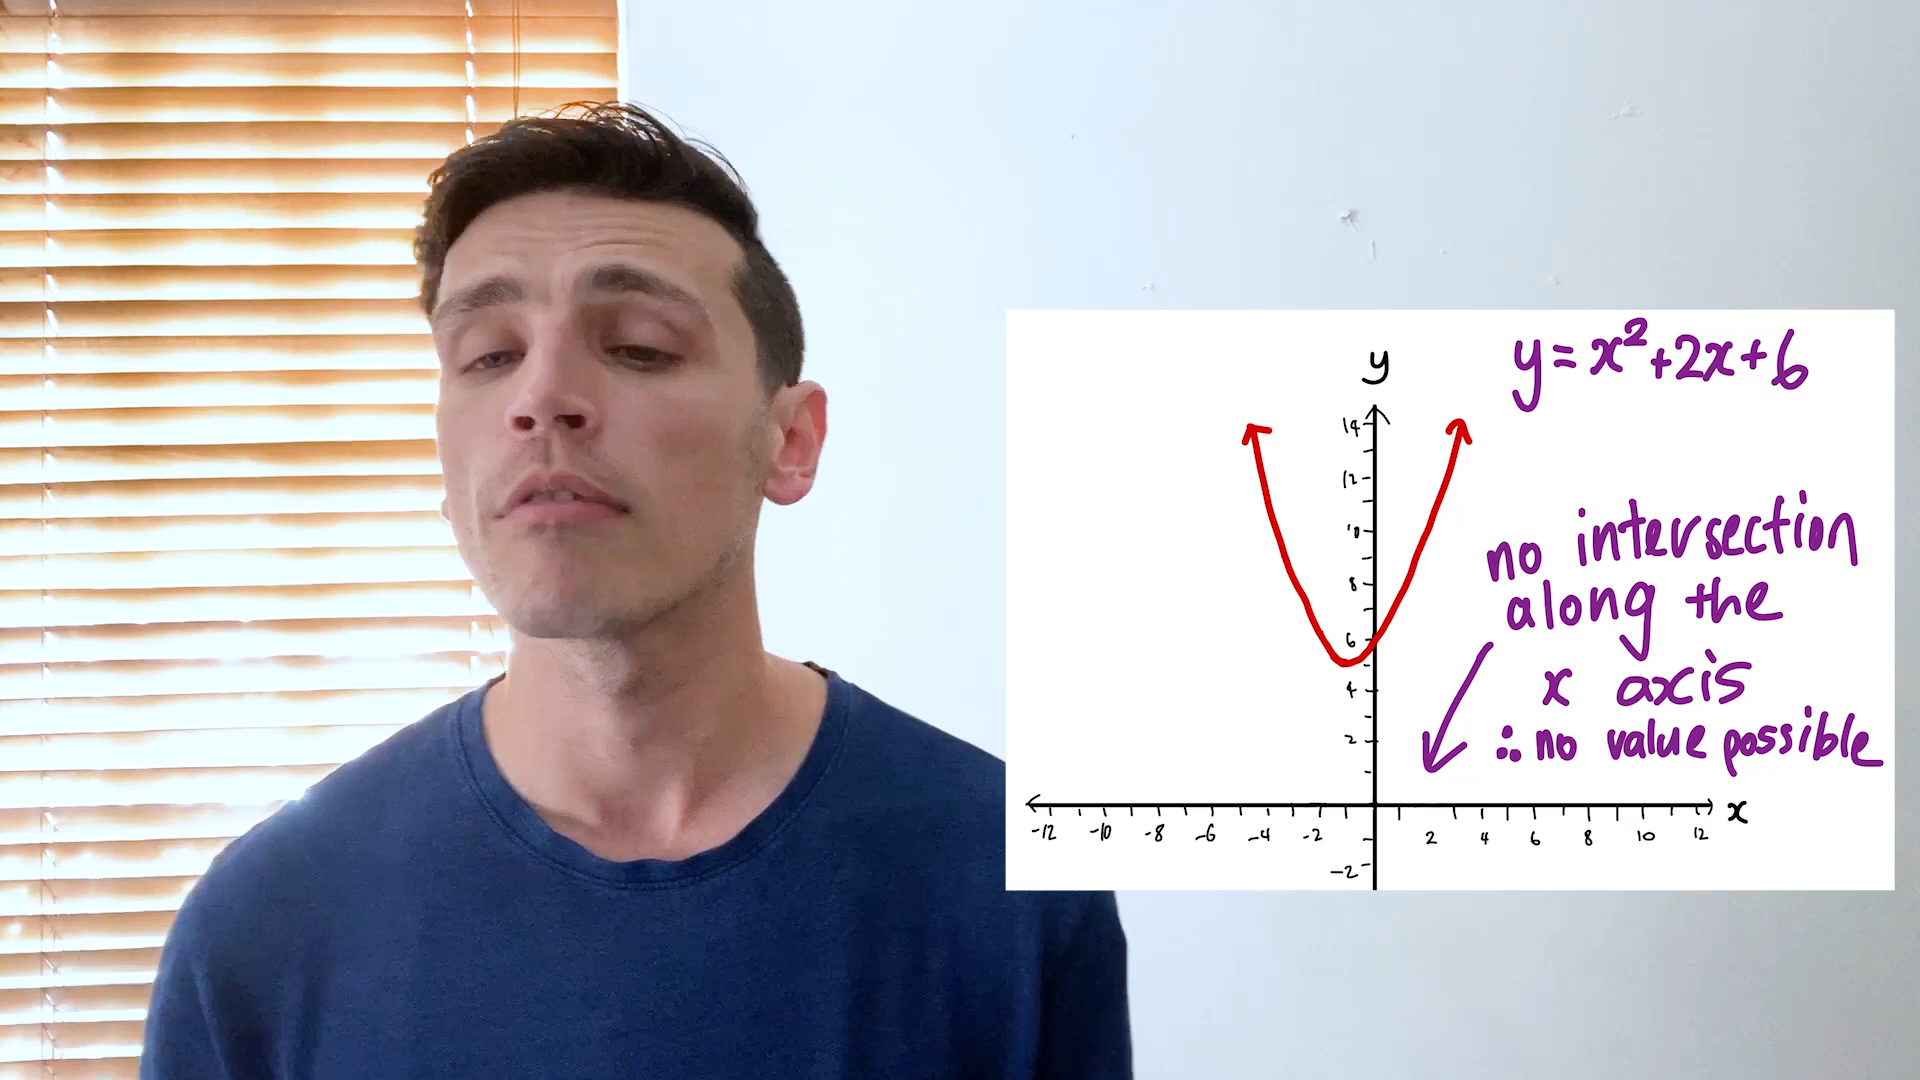 y = x² + 2x + 6
y
14
12
10
8
6
4
2
no intersection
along the
x axis
∴ no value possible
-12 -10 -8 -6 -4 -2 2 4 6 8 10 12 x
-2